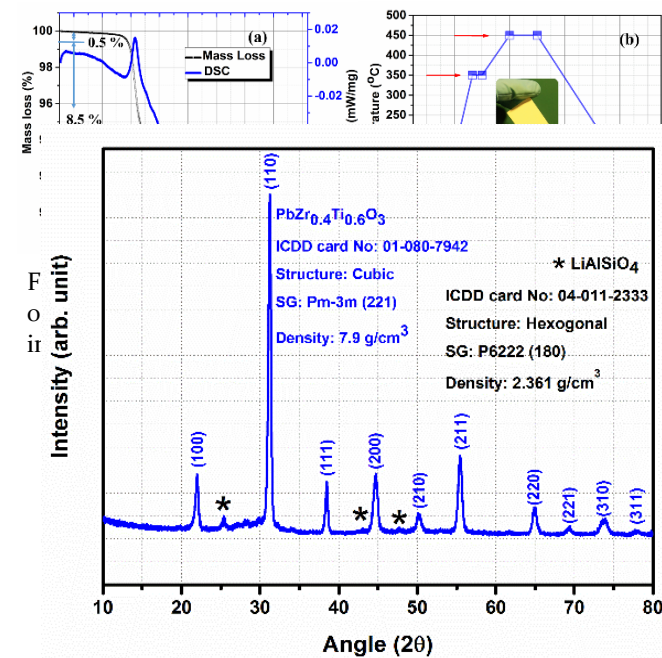 (a)
(b)
100
98
96
0.5 %
8.5 %
Mass loss (%)
Mass Loss
DSC
0.02
0.00
-0.02
(mW/mg)
500
450
400
350
300
250
(°C)
F
o
(110)
PbZr0.4Ti0.6O3
ICDD card No: 01-080-7942
Structure: Cubic
SG: Pm-3m (221)
Density: 7.9 g/cm3
* LiAlSiO4
ICDD card No: 04-011-2333
Structure: Hexogonal
SG: P6222 (180)
Density: 2.361 g/cm3
Intensity (arb. unit)
(100)
*
(111)
*
(200)
*
(210)
(211)
(220)
(221)
(310)
(311)
10 20 30 40 50 60 70 80
Angle (2θ)